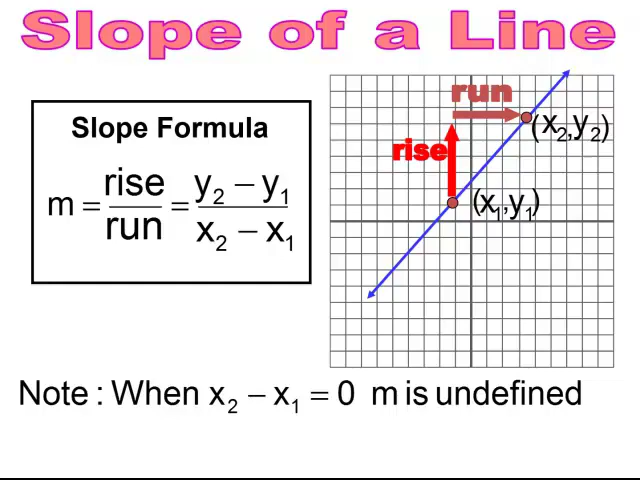 Slope of a Line
run
(x₂,y₂)
Slope Formula
rise
m = rise/run = (y₂ − y₁)/(x₂ − x₁)
(x₁,y₁)
Note : When x₂ − x₁ = 0 m is undefined